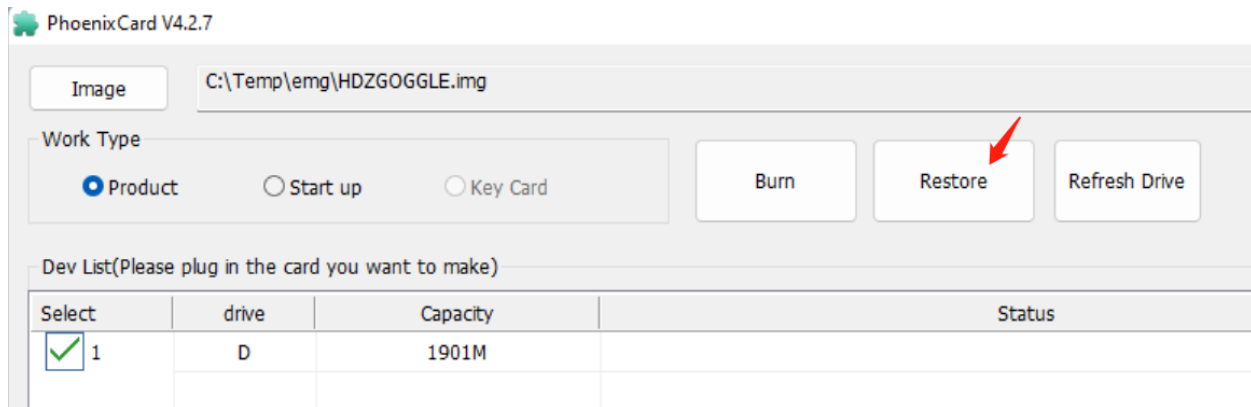 PhoenixCard V4.2.7
Image
C:\Temp\emg\HDZGOGGLE.img
Work Type
Product
Start up
Key Card
Burn
Restore
Refresh Drive
Dev List(Please plug in the card you want to make)
Select drive Capacity Status
1 D 1901M